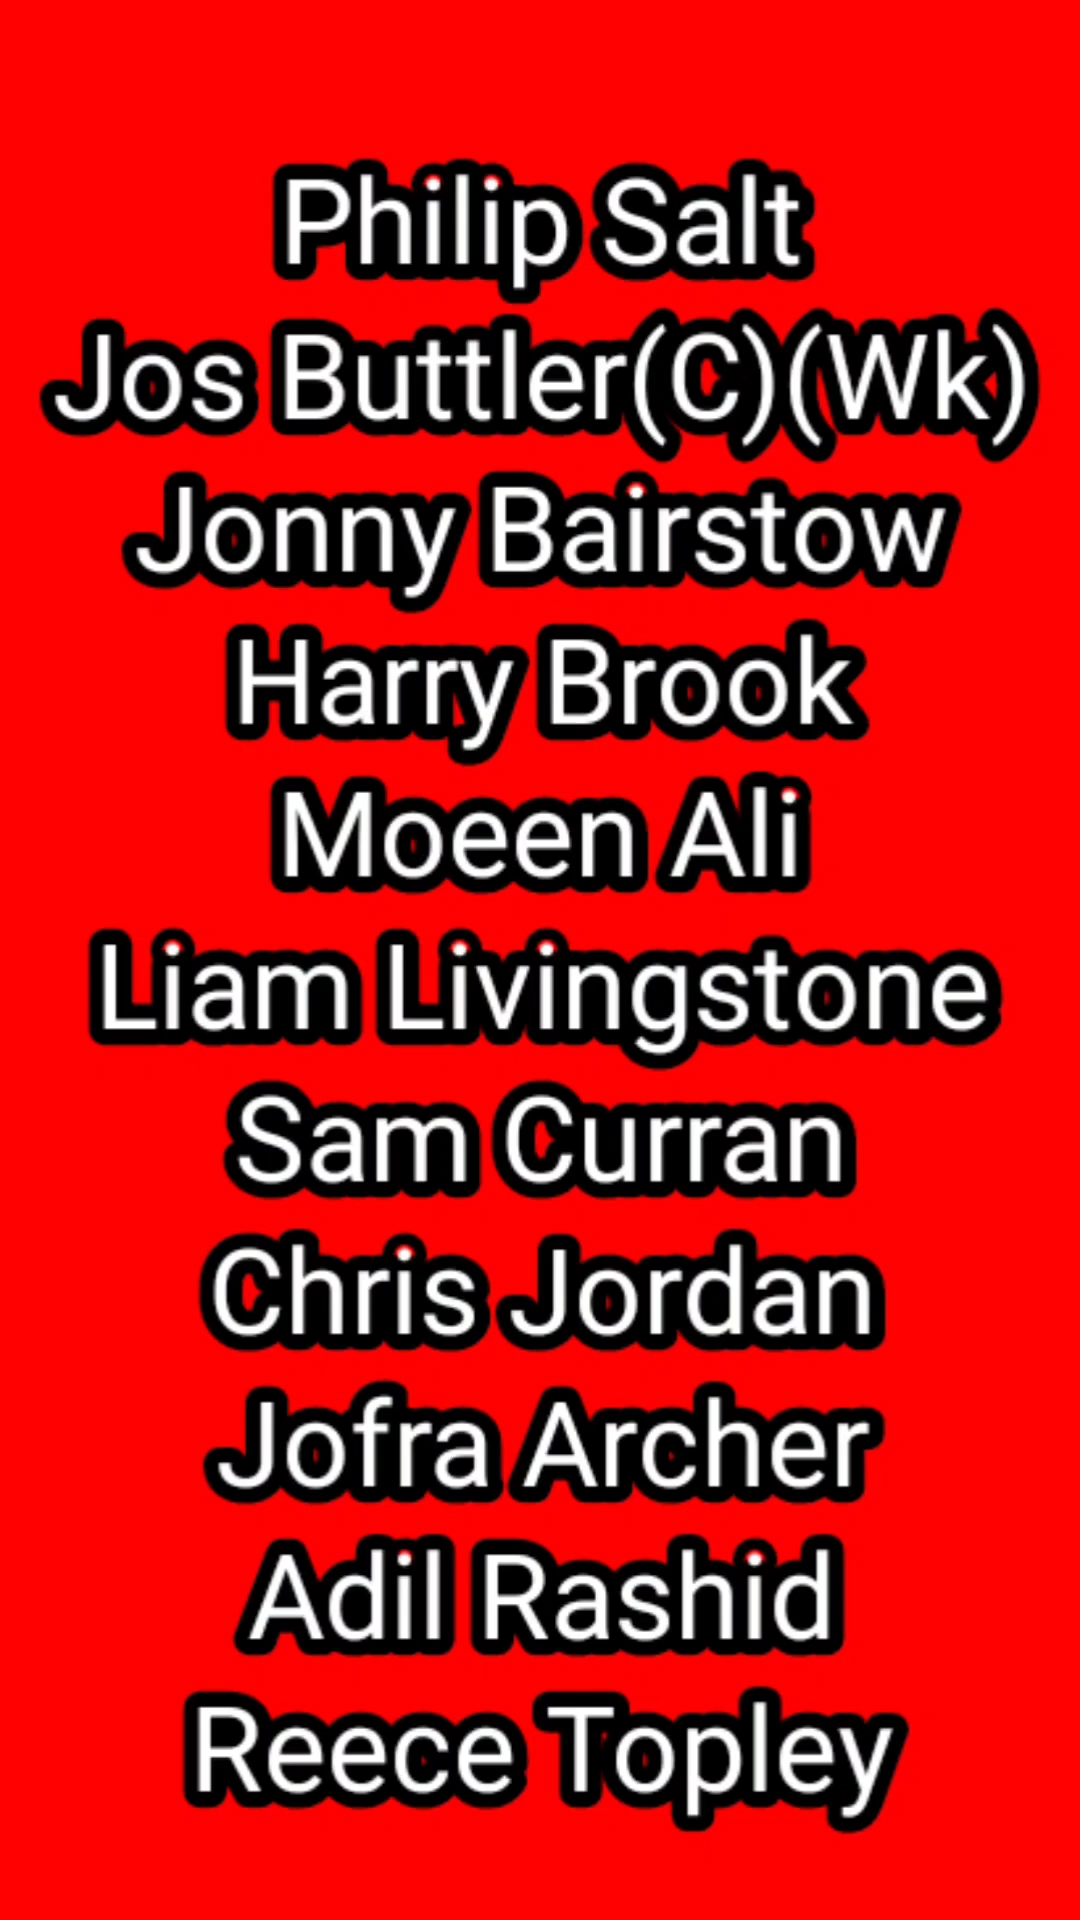 Philip Salt
Jos Buttler(C)(Wk)
Jonny Bairstow
Harry Brook
Moeen Ali
Liam Livingstone
Sam Curran
Chris Jordan
Jofra Archer
Adil Rashid
Reece Topley